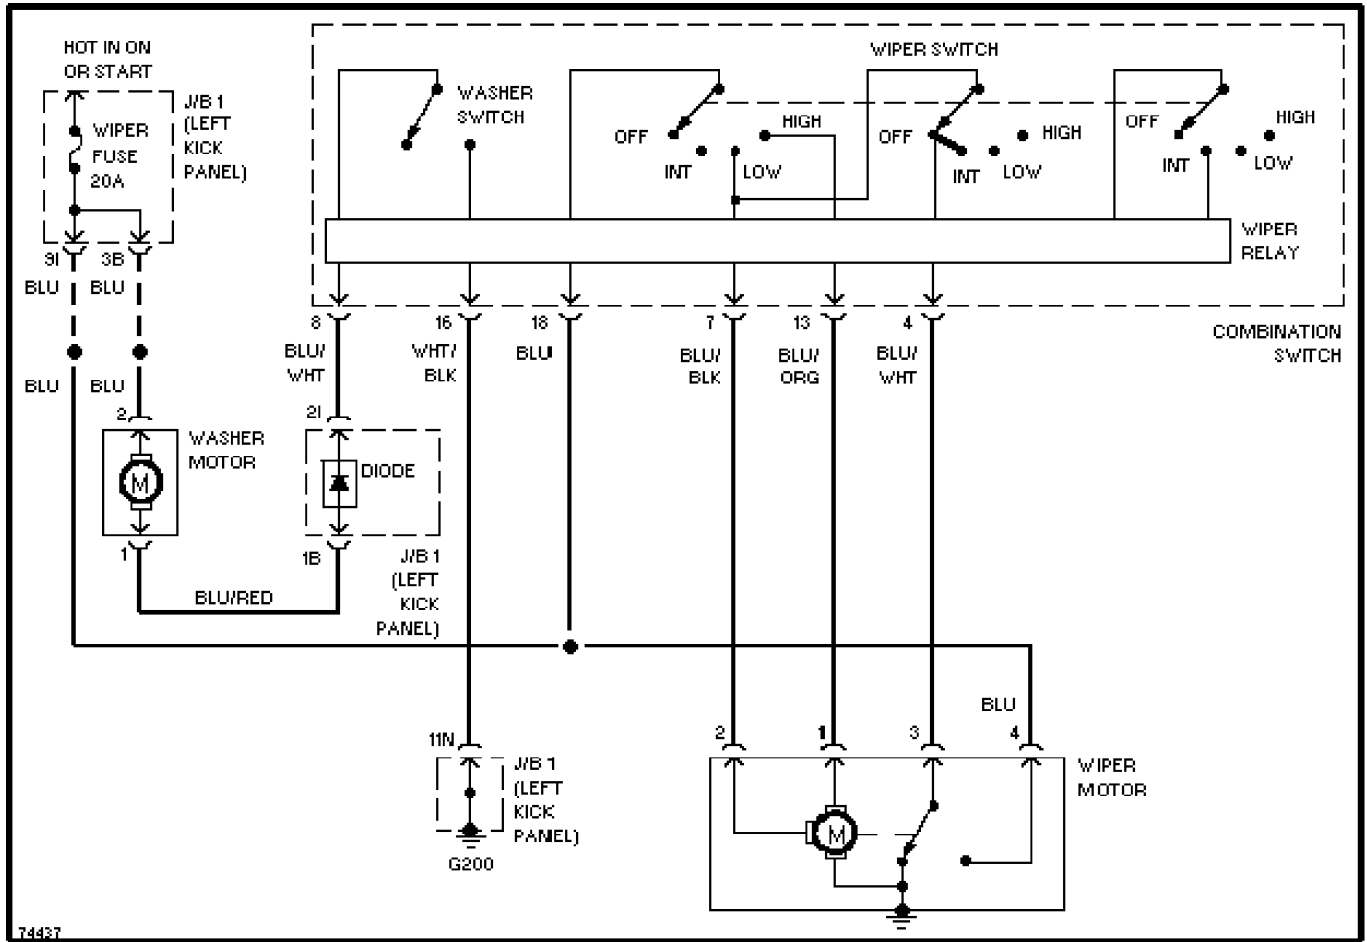 HOT IN ON
OR START
J/B 1
(LEFT
KICK
PANEL)
WIPER
FUSE
20A
9I
3B
BLU
BLU
BLU
BLU
2
WASHER
MOTOR
M
1
BLU/RED
WASHER
SWITCH
WIPER SWITCH
OFF
INT
LOW
HIGH
OFF
INT
LOW
HIGH
OFF
INT
LOW
HIGH
WIPER
RELAY
COMBINATION
SWITCH
8
16
18
7
13
4
BLU/
WHT
WHT/
BLK
BLU
BLU/
BLK
BLU/
ORG
BLU/
WHT
2I
DIODE
1B
J/B 1
(LEFT
KICK
PANEL)
11N
J/B 1
(LEFT
KICK
PANEL)
G200
BLU
2
1
3
4
WIPER
MOTOR
M
74437